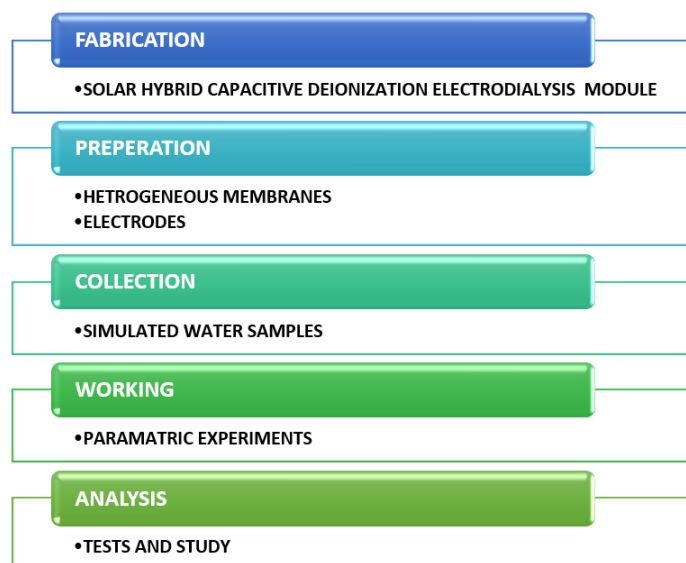 FABRICATION
•SOLAR HYBRID CAPACITIVE DEIONIZATION ELECTRODIALYSIS MODULE
PREPERATION
•HETROGENEOUS MEMBRANES
•ELECTRODES
COLLECTION
•SIMULATED WATER SAMPLES
WORKING
•PARAMATRIC EXPERIMENTS
ANALYSIS
•TESTS AND STUDY